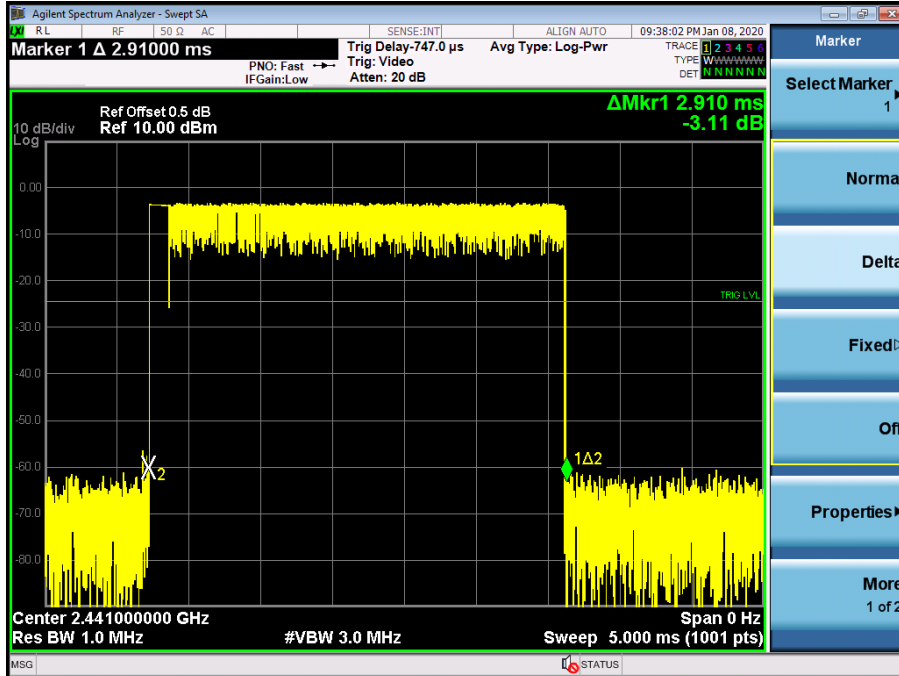 Agilent Spectrum Analyzer - Swept SA
LXI RL RF 50 Ω AC SENSE:INT ALIGN AUTO 09:38:02 PM Jan 08, 2020
Marker 1 Δ 2.91000 ms
PNO: Fast
IFGain:Low
Trig Delay-747.0 µs
Trig: Video
Atten: 20 dB
Avg Type: Log-Pwr
TRACE 1 2 3 4 5 6
TYPE WWWWWW
DET N N N N N N
ΔMkr1 2.910 ms
-3.11 dB
Ref Offset 0.5 dB
10 dB/div Ref 10.00 dBm
Log
0.00
-10.0
-20.0
TRIG LVL
-30.0
-40.0
-50.0
-60.0
2
1Δ2
-70.0
-80.0
Center 2.441000000 GHz Span 0 Hz
Res BW 1.0 MHz #VBW 3.0 MHz Sweep 5.000 ms (1001 pts)
MSG STATUS
Marker
Select Marker
1
Norma
Delta
Fixed
Off
Properties
More
1 of 2